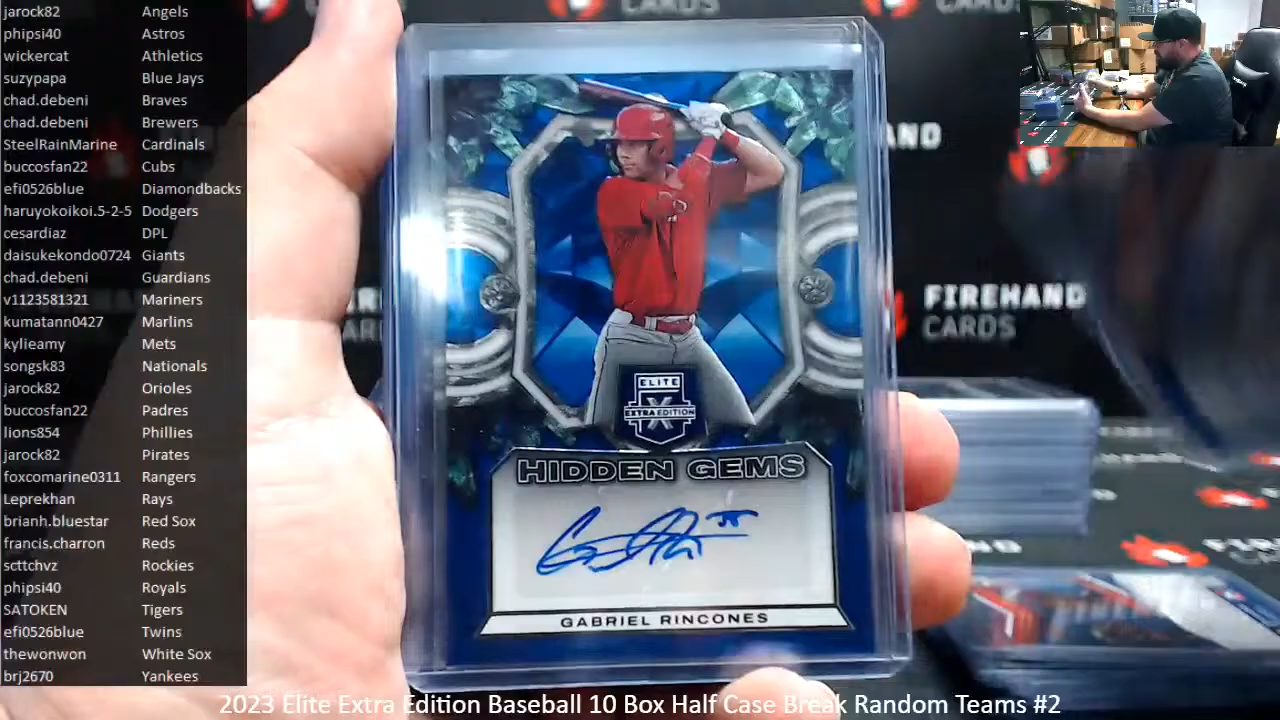 jarock82 Angels
phipsi40 Astros
wickercat Athletics
suzypapa Blue Jays
chad.debeni Braves
chad.debeni Brewers
SteelRainMarine Cardinals
buccosfan22 Cubs
efi0526blue Diamondbacks
haruyokoikoi.5-2-5 Dodgers
cesardiaz DPL
daisukekondo0724 Giants
chad.debeni Guardians
v1123581321 Mariners
kumatann0427 Marlins
kylieamy Mets
songsk83 Nationals
jarock82 Orioles
buccosfan22 Padres
lions854 Phillies
jarock82 Pirates
foxcomarine0311 Rangers
Leprekhan Rays
brianh.bluestar Red Sox
francis.charron Reds
scttchvz Rockies
phipsi40 Royals
SATOKEN Tigers
efi0526blue Twins
thewonwon White Sox
brj2670 Yankees
CARDS
FIREHAND
CARDS
ELITE
X
EXTRA EDITION
HIDDEN GEMS
GABRIEL RINCONES
2023 Elite Extra Edition Baseball 10 Box Half Case Break Random Teams #2